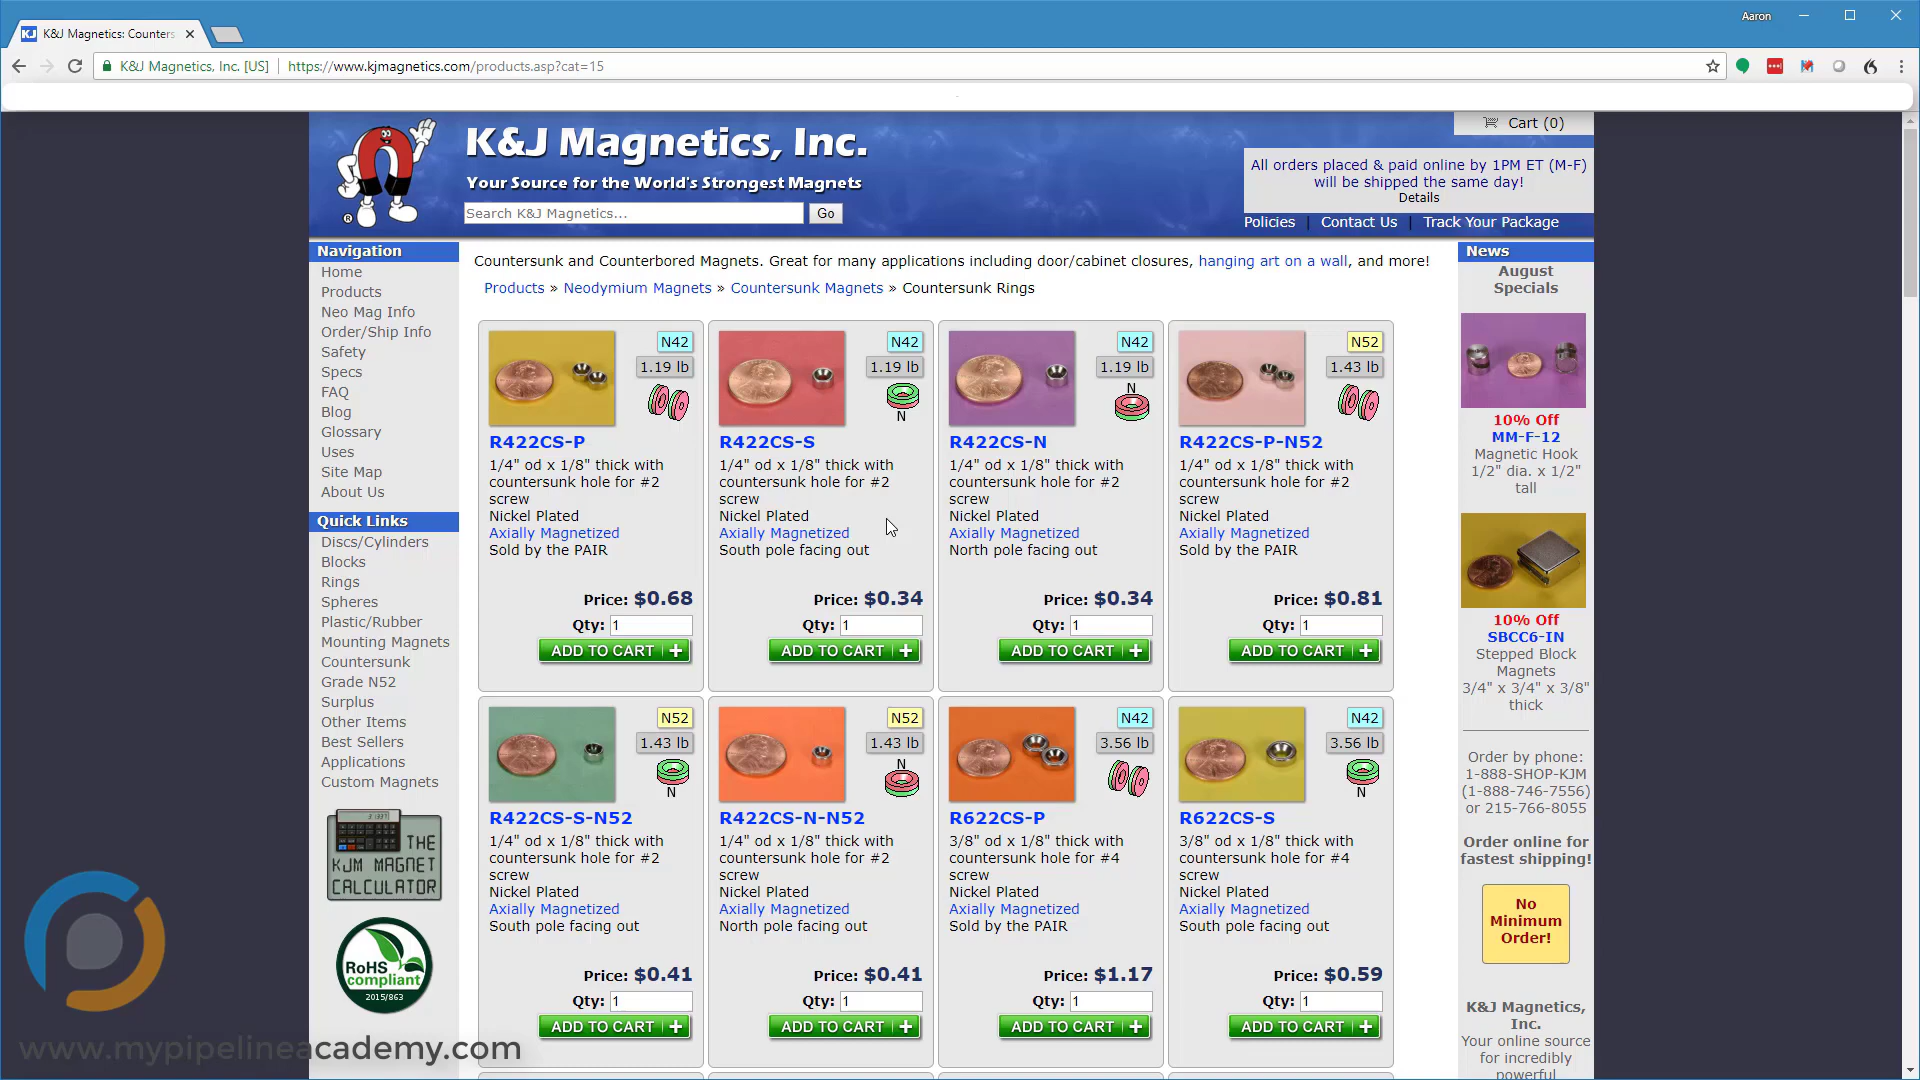 Aaron
KJ K&J Magnetics: Counters
K&J Magnetics, Inc. [US] https://www.kjmagnetics.com/products.asp?cat=15
K&J Magnetics, Inc.
Your Source for the World's Strongest Magnets
Search K&J Magnetics...
Go
Cart (0)
All orders placed & paid online by 1PM ET (M-F)
will be shipped the same day!
Details
Policies | Contact Us | Track Your Package
Navigation
Home
Products
Neo Mag Info
Order/Ship Info
Safety
Specs
FAQ
Blog
Glossary
Uses
Site Map
About Us
Quick Links
Discs/Cylinders
Blocks
Rings
Spheres
Plastic/Rubber
Mounting Magnets
Countersunk
Grade N52
Surplus
Other Items
Best Sellers
Applications
Custom Magnets
31337
THE
KJM MAGNET
CALCULATOR
RoHS
compliant
2015/863
Countersunk and Counterbored Magnets. Great for many applications including door/cabinet closures, hanging art on a wall, and more!
Products » Neodymium Magnets » Countersunk Magnets » Countersunk Rings
N42
1.19 lb
R422CS-P
1/4" od x 1/8" thick with
countersunk hole for #2
screw
Nickel Plated
Axially Magnetized
Sold by the PAIR
Price: $0.68
Qty: 1
ADD TO CART +
N42
1.19 lb
N
R422CS-S
1/4" od x 1/8" thick with
countersunk hole for #2
screw
Nickel Plated
Axially Magnetized
South pole facing out
Price: $0.34
Qty: 1
ADD TO CART +
N42
1.19 lb
N
R422CS-N
1/4" od x 1/8" thick with
countersunk hole for #2
screw
Nickel Plated
Axially Magnetized
North pole facing out
Price: $0.34
Qty: 1
ADD TO CART +
N52
1.43 lb
R422CS-P-N52
1/4" od x 1/8" thick with
countersunk hole for #2
screw
Nickel Plated
Axially Magnetized
Sold by the PAIR
Price: $0.81
Qty: 1
ADD TO CART +
N52
1.43 lb
N
R422CS-S-N52
1/4" od x 1/8" thick with
countersunk hole for #2
screw
Nickel Plated
Axially Magnetized
South pole facing out
Price: $0.41
Qty: 1
ADD TO CART +
N52
1.43 lb
N
R422CS-N-N52
1/4" od x 1/8" thick with
countersunk hole for #2
screw
Nickel Plated
Axially Magnetized
North pole facing out
Price: $0.41
Qty: 1
ADD TO CART +
N42
3.56 lb
R622CS-P
3/8" od x 1/8" thick with
countersunk hole for #4
screw
Nickel Plated
Axially Magnetized
Sold by the PAIR
Price: $1.17
Qty: 1
ADD TO CART +
N42
3.56 lb
N
R622CS-S
3/8" od x 1/8" thick with
countersunk hole for #4
screw
Nickel Plated
Axially Magnetized
South pole facing out
Price: $0.59
Qty: 1
ADD TO CART +
News
August
Specials
10% Off
MM-F-12
Magnetic Hook
1/2" dia. x 1/2"
tall
10% Off
SBCC6-IN
Stepped Block
Magnets
3/4" x 3/4" x 3/8"
thick
Order by phone:
1-888-SHOP-KJM
(1-888-746-7556)
or 215-766-8055
Order online for
fastest shipping!
No
Minimum
Order!
K&J Magnetics,
Inc.
Your online source
for incredibly
powerful
www.mypipelineacademy.com